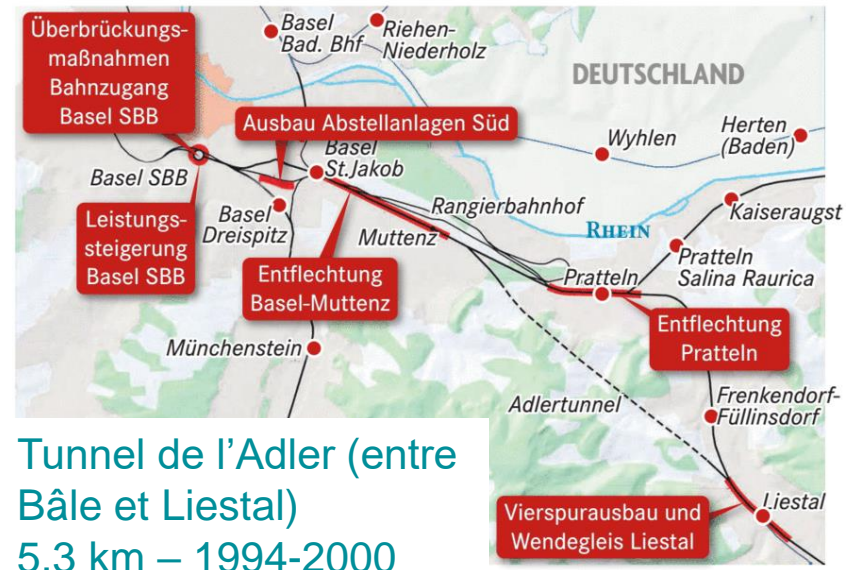 Überbrückungs-
maßnahmen
Bahnzugang
Basel SBB
Basel
Bad. Bhf
Riehen-
Niederholz
DEUTSCHLAND
Ausbau Abstellanlagen Süd
Wyhlen
Herten
(Baden)
Basel SBB
Basel
St.Jakob
Leistungs-
steigerung
Basel SBB
Basel
Dreispitz
Rangierbahnhof
Muttenz
RHEIN
Kaiseraugst
Pratteln
Salina Raurica
Entflechtung
Basel-Muttenz
Pratteln
Entflechtung
Pratteln
Münchenstein
Adlertunnel
Frenkendorf-
Füllinsdorf
Vierspurausbau und
Wendegleis Liestal
Liestal
Tunnel de l’Adler (entre
Bâle et Liestal)
5,3 km – 1994-2000